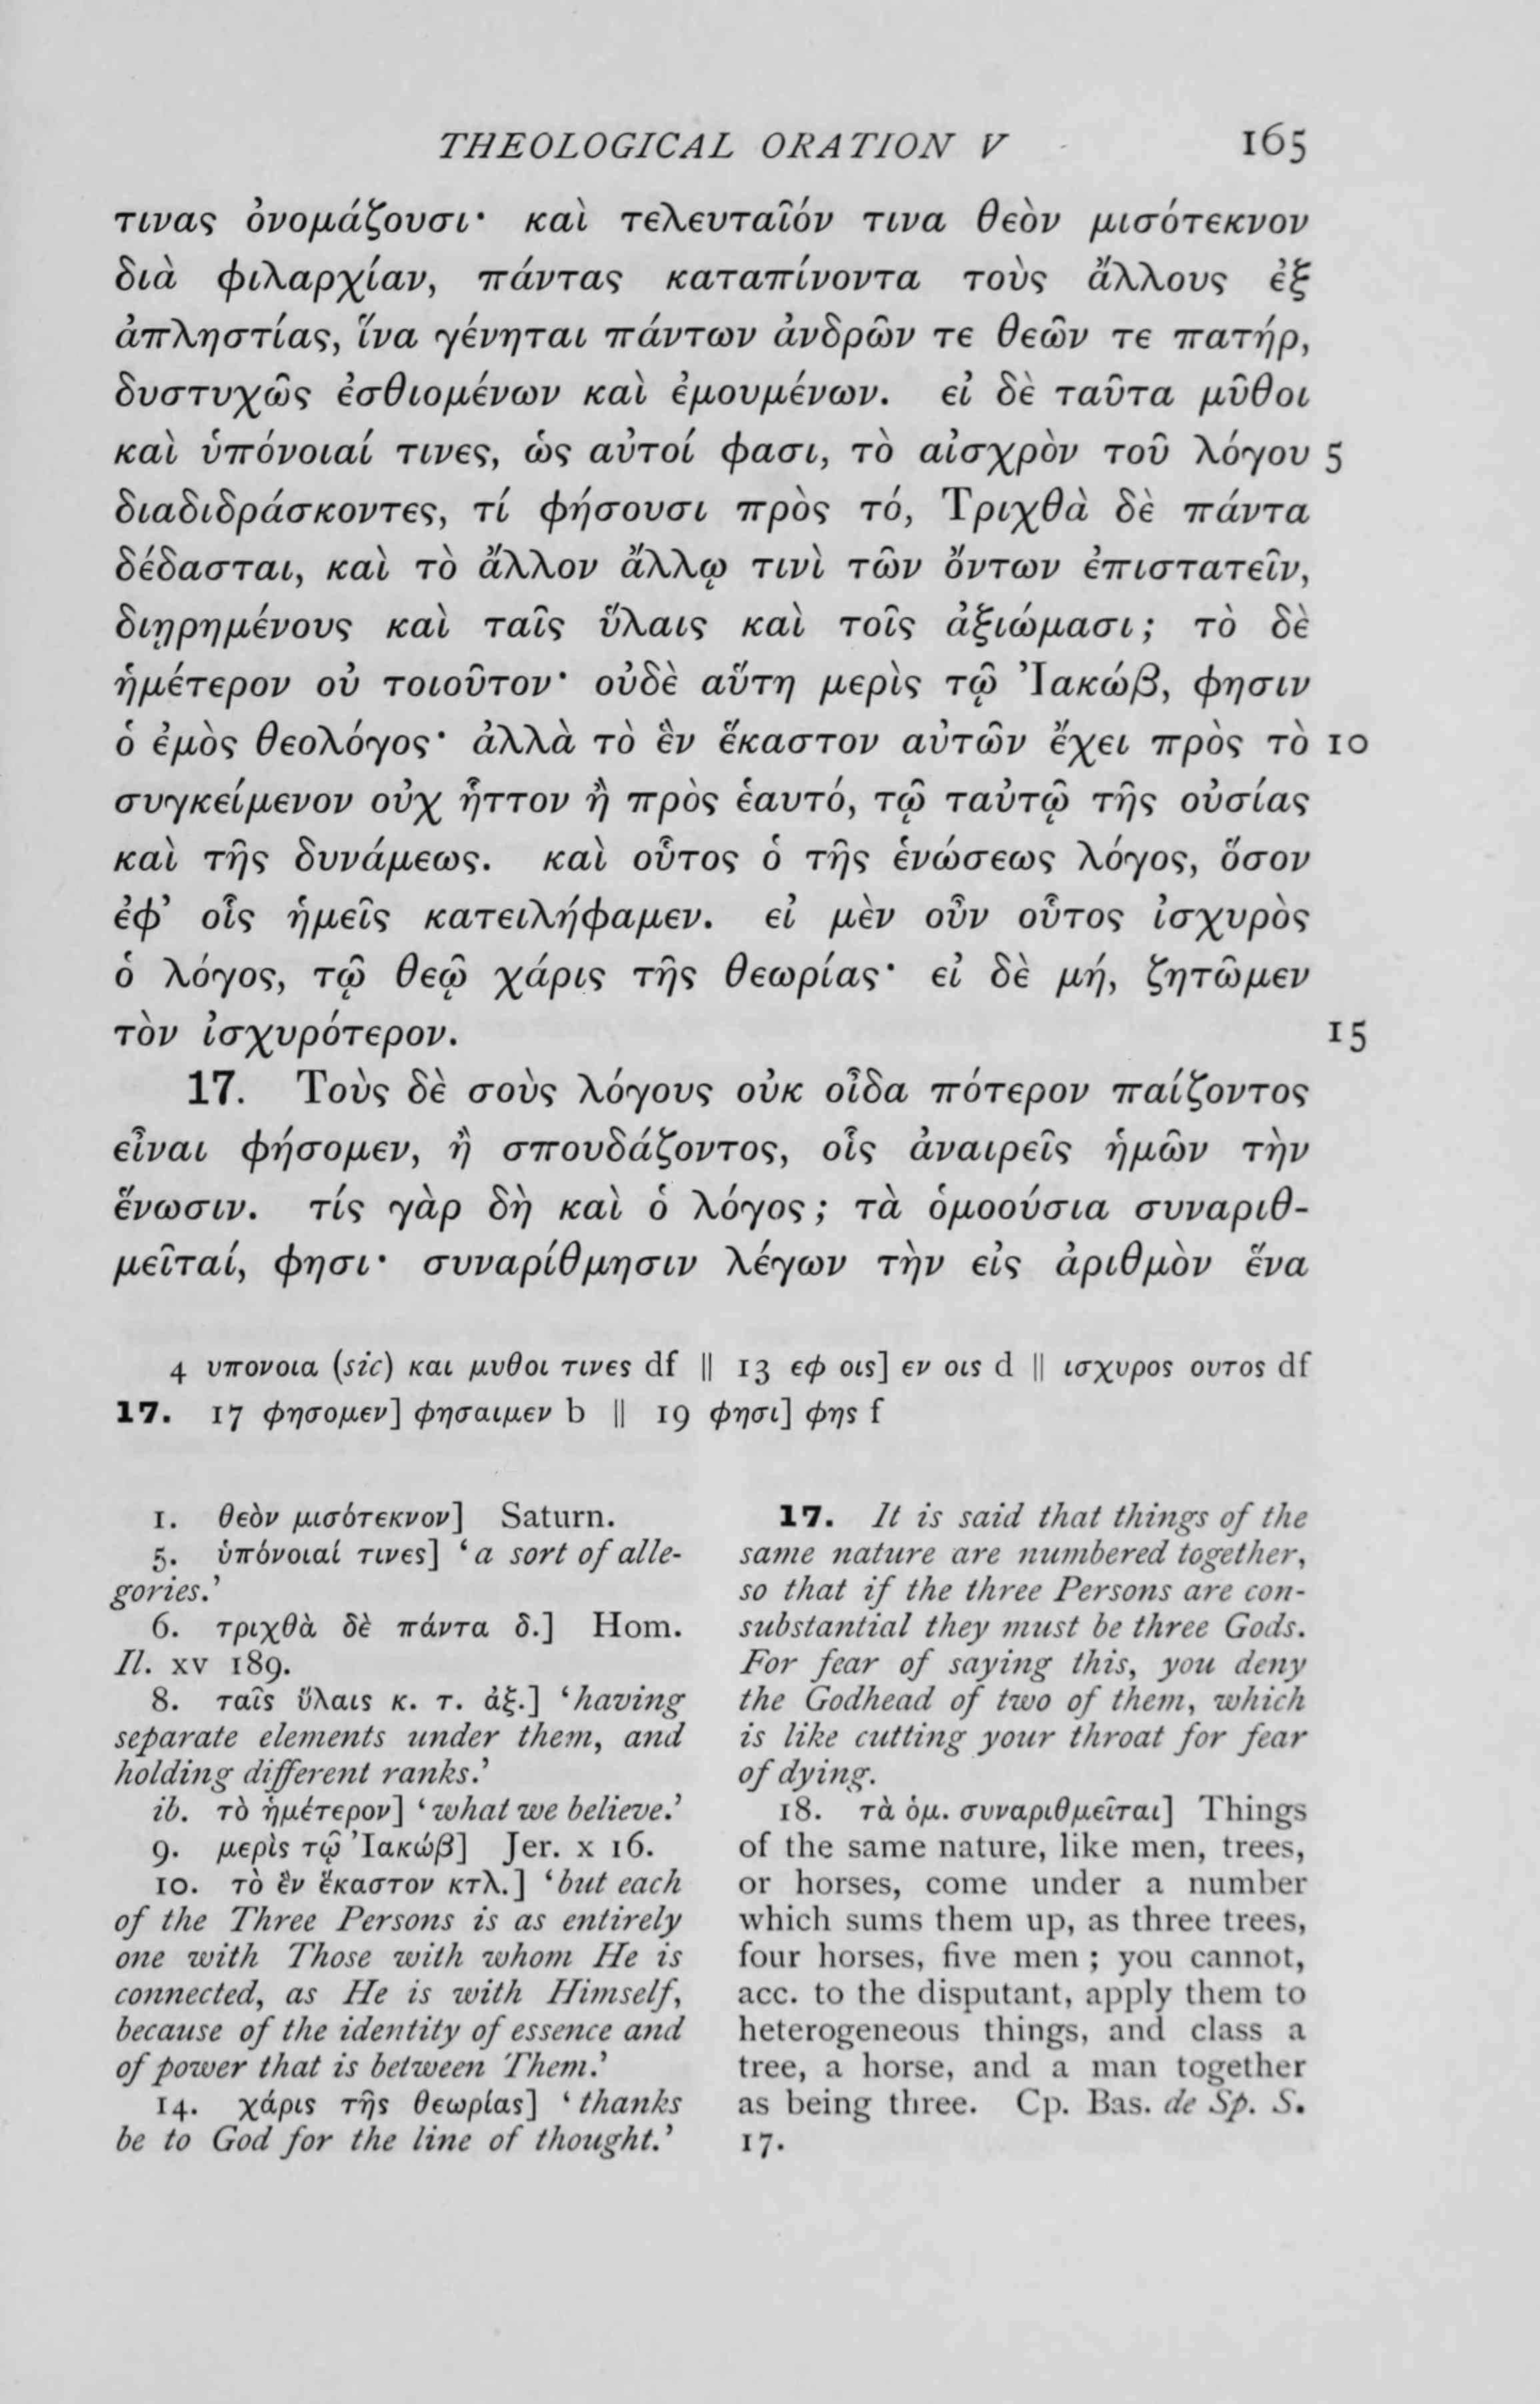 THEOLOGICAL ORATION V 165
τινας ὀνομάζουσι· καὶ τελευταῖόν τινα θεὸν μισότεκνον
διὰ φιλαρχίαν, πάντας καταπίνοντα τοὺς ἄλλους ἐξ
ἀπληστίας, ἵνα γένηται πάντων ἀνδρῶν τε θεῶν τε πατήρ,
δυστυχῶς ἐσθιομένων καὶ ἐμουμένων. εἰ δὲ ταῦτα μῦθοι
καὶ ὑπόνοιαί τινες, ὡς αὐτοί φασι, τὸ αἰσχρὸν τοῦ λόγου 5
διαδιδράσκοντες, τί φήσουσι πρὸς τό, Τριχθὰ δὲ πάντα
δέδασται, καὶ τὸ ἄλλον ἄλλῳ τινὶ τῶν ὄντων ἐπιστατεῖν,
διῃρημένους καὶ ταῖς ὕλαις καὶ τοῖς ἀξιώμασι; τὸ δὲ
ἡμέτερον οὐ τοιοῦτον· οὐδὲ αὕτη μερὶς τῷ Ἰακώβ, φησιν
ὁ ἐμὸς θεολόγος· ἀλλὰ τὸ ἓν ἕκαστον αὐτῶν ἔχει πρὸς τὸ 10
συγκείμενον οὐχ ἧττον ἢ πρὸς ἑαυτό, τῷ ταὐτῷ τῆς οὐσίας
καὶ τῆς δυνάμεως. καὶ οὗτος ὁ τῆς ἑνώσεως λόγος, ὅσον
ἐφ’ οἷς ἡμεῖς κατειλήφαμεν. εἰ μὲν οὖν οὗτος ἰσχυρὸς
ὁ λόγος, τῷ θεῷ χάρις τῆς θεωρίας· εἰ δὲ μή, ζητῶμεν
τὸν ἰσχυρότερον. 15
17. Τοὺς δὲ σοὺς λόγους οὐκ οἶδα πότερον παίζοντος
εἶναι φήσομεν, ἢ σπουδάζοντος, οἷς ἀναιρεῖς ἡμῶν τὴν
ἕνωσιν. τίς γὰρ δὴ καὶ ὁ λόγος; τὰ ὁμοούσια συναριθ-
μεῖταί, φησι· συναρίθμησιν λέγων τὴν εἰς ἀριθμὸν ἕνα
4 υπονοια (sic) και μυθοι τινες df || 13 εφ οις] εν οις d || ισχυρος ουτος df
17. 17 φησομεν] φησαιμεν b || 19 φησι] φης f
1. θεὸν μισότεκνον] Saturn.
5. ὑπόνοιαί τινες] ‘a sort of alle-
gories.’
6. τριχθὰ δὲ πάντα δ.] Hom.
Il. xv 189.
8. ταῖς ὕλαις κ. τ. ἀξ.] ‘having
separate elements under them, and
holding different ranks.’
ib. τὸ ἡμέτερον] ‘what we believe.’
9. μερὶς τῷ Ἰακώβ] Jer. x 16.
10. τὸ ἓν ἕκαστον κτλ.] ‘but each
of the Three Persons is as entirely
one with Those with whom He is
connected, as He is with Himself,
because of the identity of essence and
of power that is between Them.’
14. χάρις τῆς θεωρίας] ‘thanks
be to God for the line of thought.’
17. It is said that things of the
same nature are numbered together,
so that if the three Persons are con-
substantial they must be three Gods.
For fear of saying this, you deny
the Godhead of two of them, which
is like cutting your throat for fear
of dying.
18. τὰ ὁμ. συναριθμεῖται] Things
of the same nature, like men, trees,
or horses, come under a number
which sums them up, as three trees,
four horses, five men; you cannot,
acc. to the disputant, apply them to
heterogeneous things, and class a
tree, a horse, and a man together
as being three. Cp. Bas. de Sp. S.
17.